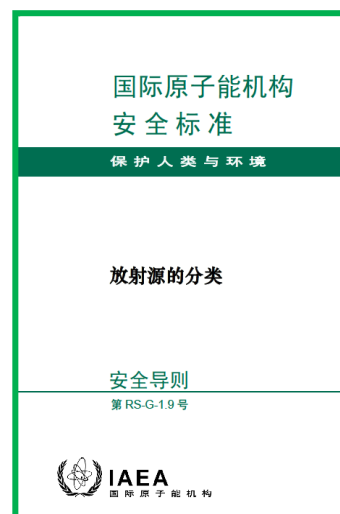 国际原子能机构
安全标准
保护人类与环境
放射源的分类
安全导则
第 RS-G-1.9 号
IAEA
国际原子能机构